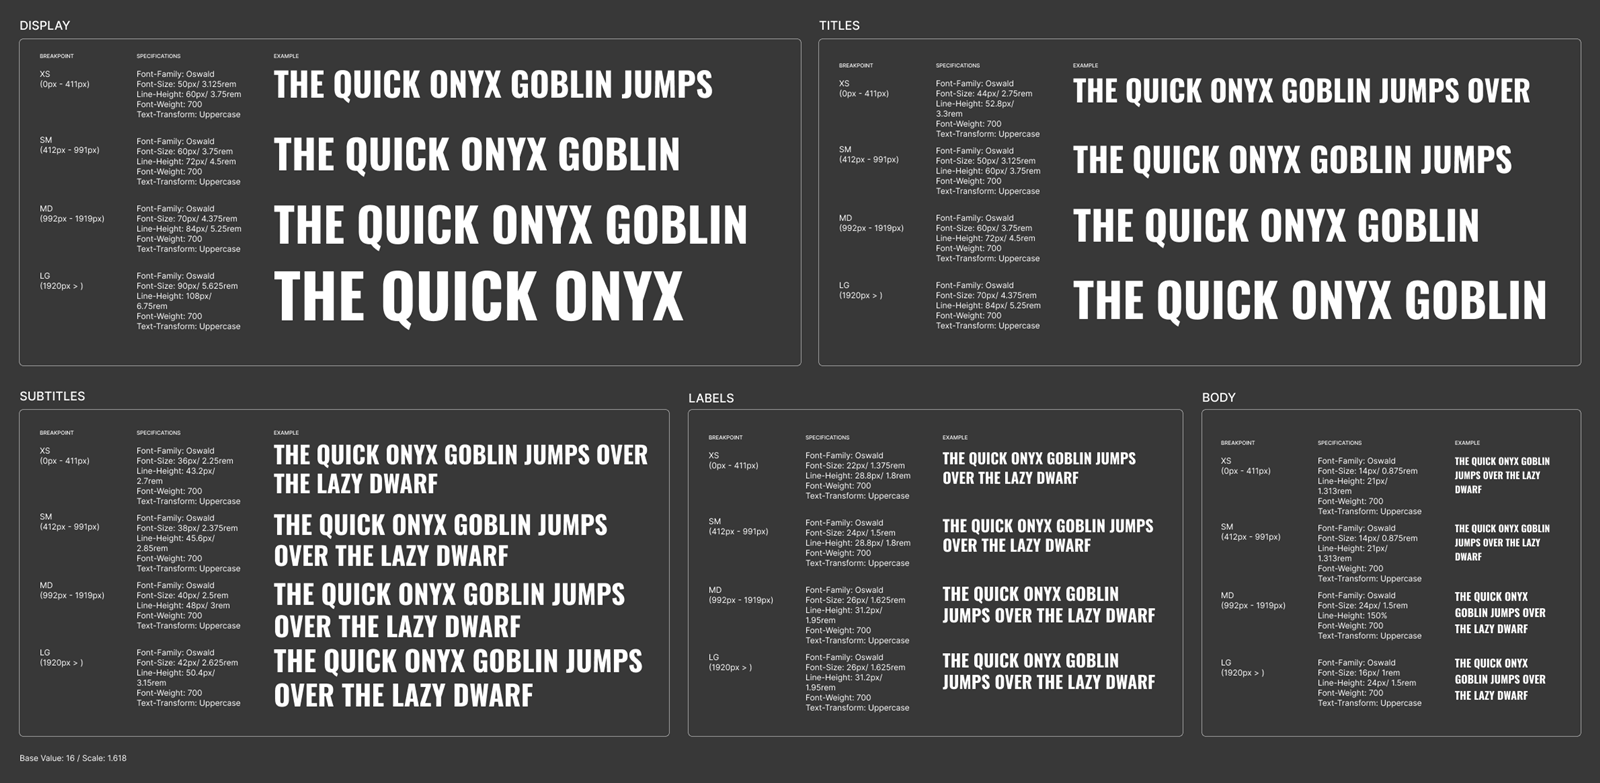 DISPLAY
BREAKPOINT
SPECIFICATIONS
EXAMPLE
XS
(0px - 411px)
Font-Family: Oswald
Font-Size: 50px/ 3.125rem
Line-Height: 60px/ 3.75rem
Font-Weight: 700
Text-Transform: Uppercase
THE QUICK ONYX GOBLIN JUMPS
SM
(412px - 991px)
Font-Family: Oswald
Font-Size: 60px/ 3.75rem
Line-Height: 72px/ 4.5rem
Font-Weight: 700
Text-Transform: Uppercase
THE QUICK ONYX GOBLIN
MD
(992px - 1919px)
Font-Family: Oswald
Font-Size: 70px/ 4.375rem
Line-Height: 84px/ 5.25rem
Font-Weight: 700
Text-Transform: Uppercase
THE QUICK ONYX GOBLIN
LG
(1920px > )
Font-Family: Oswald
Font-Size: 90px/ 5.625rem
Line-Height: 108px/
6.75rem
Font-Weight: 700
Text-Transform: Uppercase
THE QUICK ONYX
TITLES
BREAKPOINT
SPECIFICATIONS
EXAMPLE
XS
(0px - 411px)
Font-Family: Oswald
Font-Size: 44px/ 2.75rem
Line-Height: 52.8px/
3.3rem
Font-Weight: 700
Text-Transform: Uppercase
THE QUICK ONYX GOBLIN JUMPS OVER
SM
(412px - 991px)
Font-Family: Oswald
Font-Size: 50px/ 3.125rem
Line-Height: 60px/ 3.75rem
Font-Weight: 700
Text-Transform: Uppercase
THE QUICK ONYX GOBLIN JUMPS
MD
(992px - 1919px)
Font-Family: Oswald
Font-Size: 60px/ 3.75rem
Line-Height: 72px/ 4.5rem
Font-Weight: 700
Text-Transform: Uppercase
THE QUICK ONYX GOBLIN
LG
(1920px > )
Font-Family: Oswald
Font-Size: 70px/ 4.375rem
Line-Height: 84px/ 5.25rem
Font-Weight: 700
Text-Transform: Uppercase
THE QUICK ONYX GOBLIN
SUBTITLES
BREAKPOINT
SPECIFICATIONS
EXAMPLE
XS
(0px - 411px)
Font-Family: Oswald
Font-Size: 36px/ 2.25rem
Line-Height: 43.2px/
2.7rem
Font-Weight: 700
Text-Transform: Uppercase
THE QUICK ONYX GOBLIN JUMPS OVER
THE LAZY DWARF
SM
(412px - 991px)
Font-Family: Oswald
Font-Size: 38px/ 2.375rem
Line-Height: 45.6px/
2.85rem
Font-Weight: 700
Text-Transform: Uppercase
THE QUICK ONYX GOBLIN JUMPS
OVER THE LAZY DWARF
MD
(992px - 1919px)
Font-Family: Oswald
Font-Size: 40px/ 2.5rem
Line-Height: 48px/ 3rem
Font-Weight: 700
Text-Transform: Uppercase
THE QUICK ONYX GOBLIN JUMPS
OVER THE LAZY DWARF
LG
(1920px > )
Font-Family: Oswald
Font-Size: 42px/ 2.625rem
Line-Height: 50.4px/
3.15rem
Font-Weight: 700
Text-Transform: Uppercase
THE QUICK ONYX GOBLIN JUMPS
OVER THE LAZY DWARF
LABELS
BREAKPOINT
SPECIFICATIONS
EXAMPLE
XS
(0px - 411px)
Font-Family: Oswald
Font-Size: 22px/ 1.375rem
Line-Height: 28.8px/ 1.8rem
Font-Weight: 700
Text-Transform: Uppercase
THE QUICK ONYX GOBLIN JUMPS
OVER THE LAZY DWARF
SM
(412px - 991px)
Font-Family: Oswald
Font-Size: 24px/ 1.5rem
Line-Height: 28.8px/ 1.8rem
Font-Weight: 700
Text-Transform: Uppercase
THE QUICK ONYX GOBLIN JUMPS
OVER THE LAZY DWARF
MD
(992px - 1919px)
Font-Family: Oswald
Font-Size: 26px/ 1.625rem
Line-Height: 31.2px/
1.95rem
Font-Weight: 700
Text-Transform: Uppercase
THE QUICK ONYX GOBLIN
JUMPS OVER THE LAZY DWARF
LG
(1920px > )
Font-Family: Oswald
Font-Size: 26px/ 1.625rem
Line-Height: 31.2px/
1.95rem
Font-Weight: 700
Text-Transform: Uppercase
THE QUICK ONYX GOBLIN
JUMPS OVER THE LAZY DWARF
BODY
BREAKPOINT
SPECIFICATIONS
EXAMPLE
XS
(0px - 411px)
Font-Family: Oswald
Font-Size: 14px/ 0.875rem
Line-Height: 21px/
1.313rem
Font-Weight: 700
Text-Transform: Uppercase
THE QUICK ONYX GOBLIN
JUMPS OVER THE LAZY
DWARF
SM
(412px - 991px)
Font-Family: Oswald
Font-Size: 14px/ 0.875rem
Line-Height: 21px/
1.313rem
Font-Weight: 700
Text-Transform: Uppercase
THE QUICK ONYX GOBLIN
JUMPS OVER THE LAZY
DWARF
MD
(992px - 1919px)
Font-Family: Oswald
Font-Size: 24px/ 1.5rem
Line-Height: 150%
Font-Weight: 700
Text-Transform: Uppercase
THE QUICK ONYX
GOBLIN JUMPS OVER
THE LAZY DWARF
LG
(1920px > )
Font-Family: Oswald
Font-Size: 16px/ 1rem
Line-Height: 24px/ 1.5rem
Font-Weight: 700
Text-Transform: Uppercase
THE QUICK ONYX
GOBLIN JUMPS OVER
THE LAZY DWARF
Base Value: 16 / Scale: 1.618